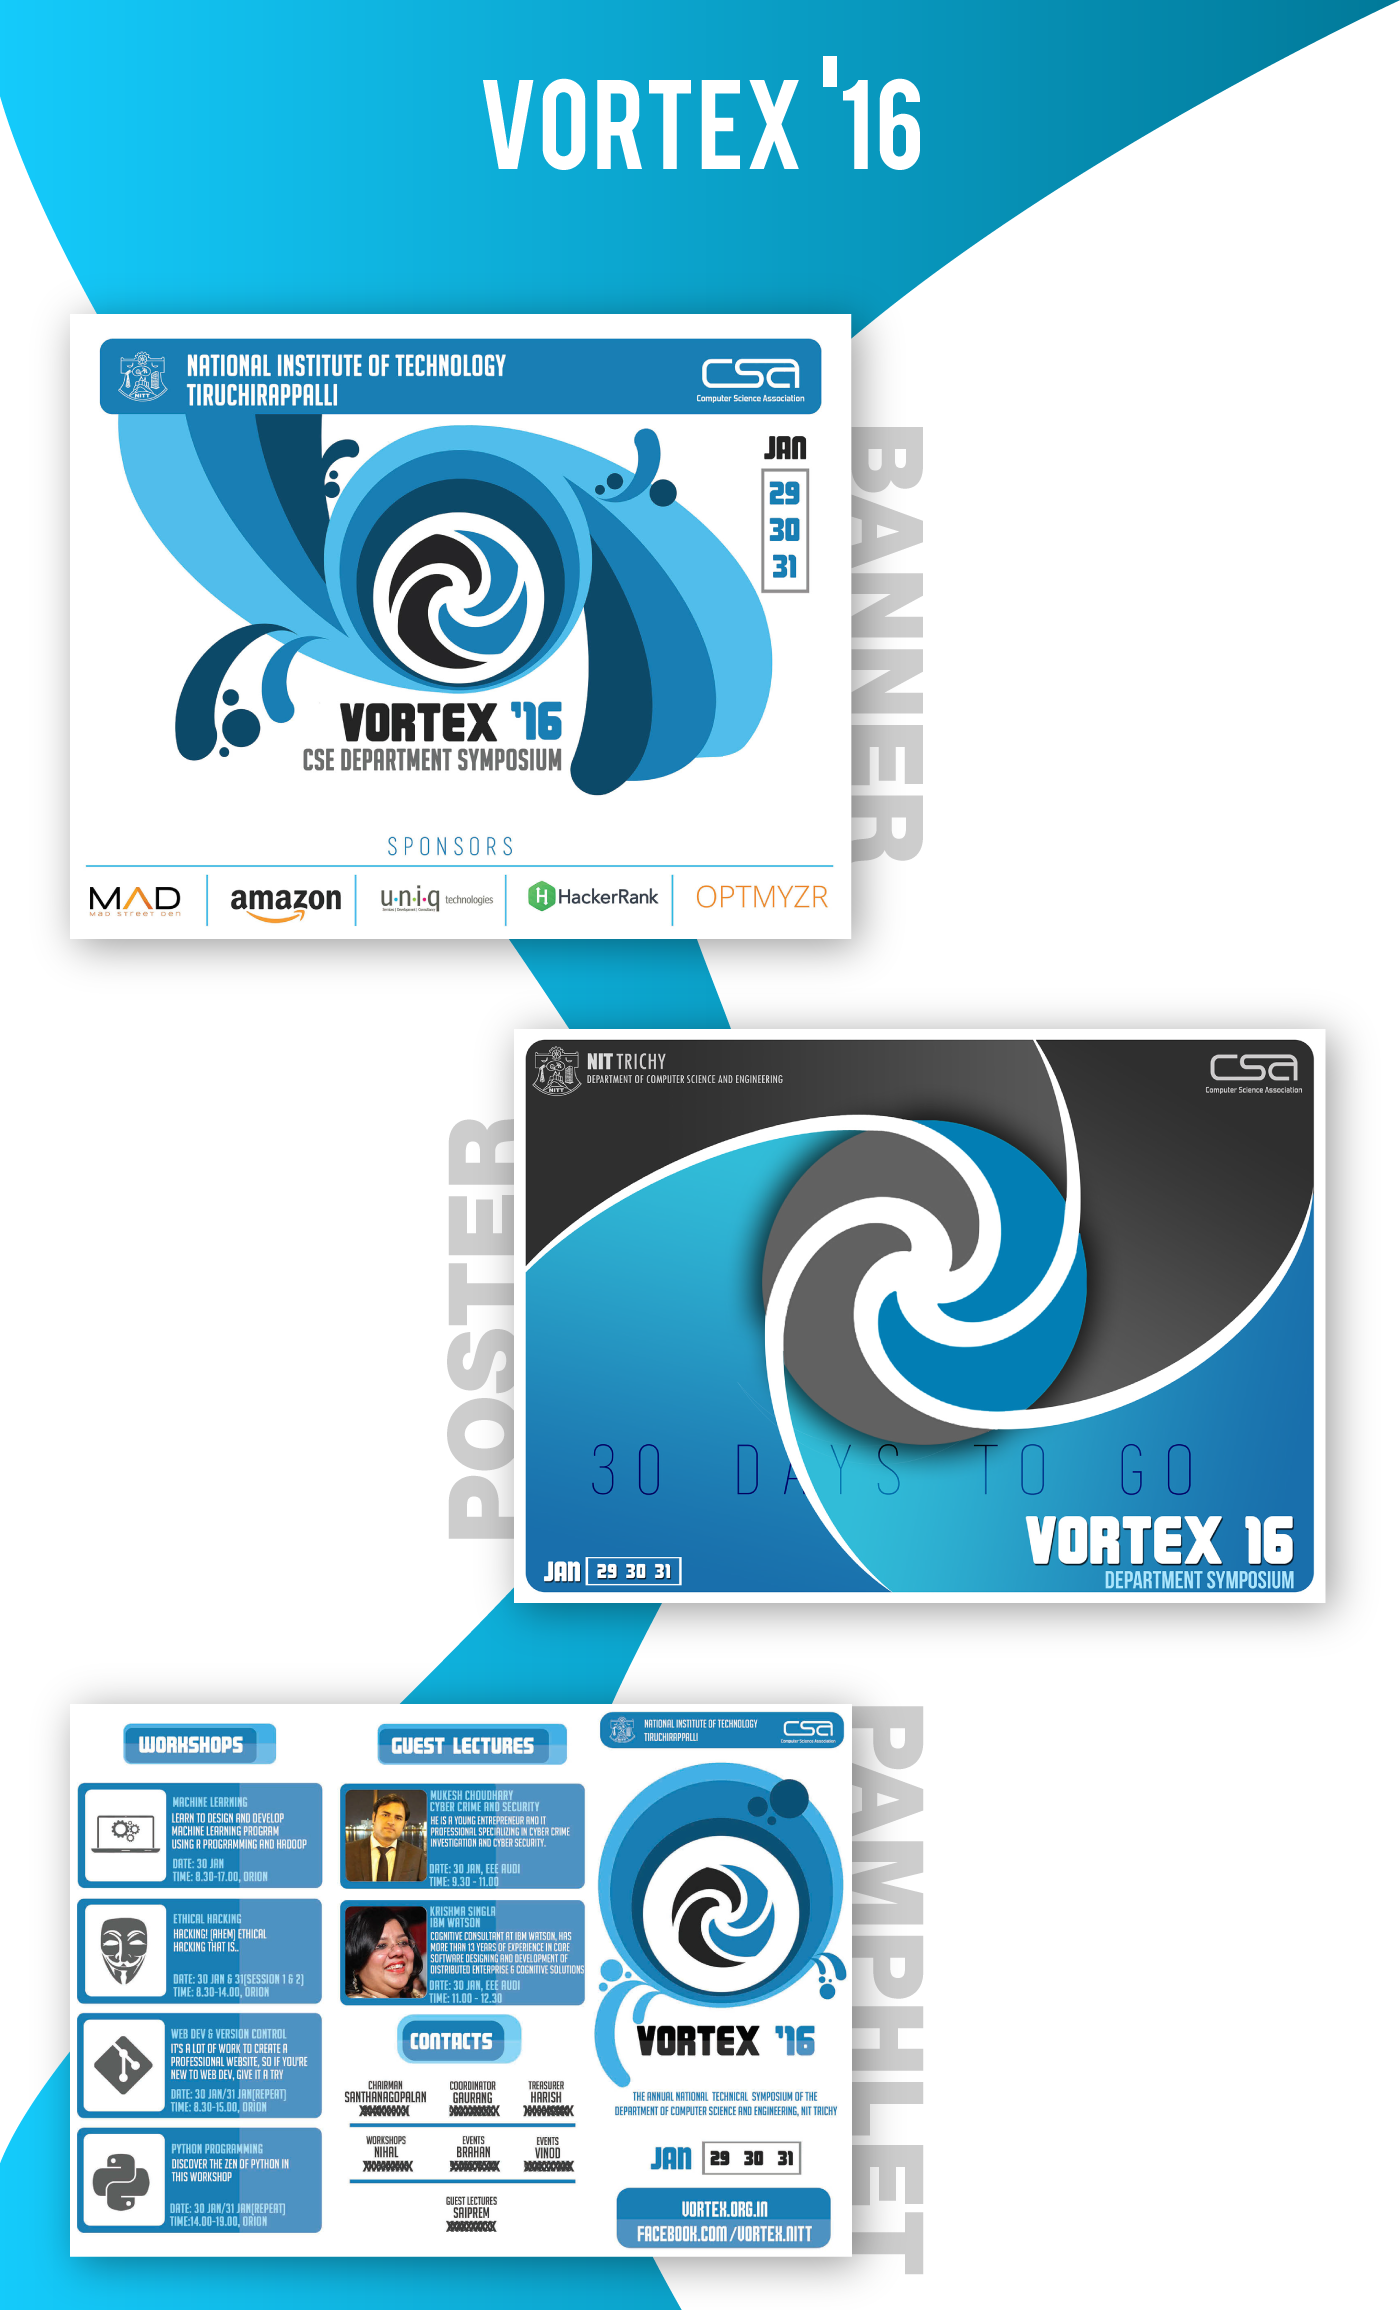 VORTEX '16
NATIONAL INSTITUTE OF TECHNOLOGY
TIRUCHIRAPPALLI
NITT
csa
Computer Science Association
JAN
29
30
31
VORTEX '16
CSE DEPARTMENT SYMPOSIUM
SPONSORS
MAD
MAD STREET DEN
amazon
u·n·i·q technologies
H HackerRank
OPTMYZR
BANNER
NIT TRICHY
DEPARTMENT OF COMPUTER SCIENCE AND ENGINEERING
NITT
csa
Computer Science Association
30 DAYS TO GO
VORTEX 16
DEPARTMENT SYMPOSIUM
JAN 29 30 31
POSTER
WORKSHOPS
MACHINE LEARNING
LEARN TO DESIGN AND DEVELOP
MACHINE LEARNING PROGRAM
USING R PROGRAMMING AND HADOOP
DATE: 30 JAN
TIME: 8.30-17.00, ORION
ETHICAL HACKING
HACKING! [AHEM] ETHICAL
HACKING THAT IS..
DATE: 30 JAN & 31[SESSION 1 & 2]
TIME: 8.30-14.00, ORION
WEB DEV & VERSION CONTROL
IT'S A LOT OF WORK TO CREATE A
PROFESSIONAL WEBSITE, SO IF YOU'RE
NEW TO WEB DEV, GIVE IT A TRY
DATE: 30 JAN/31 JAN[REPEAT]
TIME: 8.30-15.00, ORION
PYTHON PROGRAMMING
DISCOVER THE ZEN OF PYTHON IN
THIS WORKSHOP
DATE: 30 JAN/31 JAN[REPEAT]
TIME:14.00-19.00, ORION
GUEST LECTURES
MUKESH CHOUDHARY
CYBER CRIME AND SECURITY
HE IS A YOUNG ENTREPRENEUR AND IT
PROFESSIONAL SPECIALIZING IN CYBER CRIME
INVESTIGATION AND CYBER SECURITY.
DATE: 30 JAN, EEE AUDI
TIME: 9.30 - 11.00
KRISHMA SINGLA
IBM WATSON
COGNITIVE CONSULTANT AT IBM WATSON, HAS
MORE THAN 13 YEARS OF EXPERIENCE IN CORE
SOFTWARE DESIGNING AND DEVELOPMENT OF
DISTRIBUTED ENTERPRISE & COGNITIVE SOLUTIONS
DATE: 30 JAN, EEE AUDI
TIME: 11.00 - 12.30
CONTACTS
CHAIRMAN
SANTHANAGOPALAN
COORDINATOR
GAURANG
TREASURER
HARISH
WORKSHOPS
NIHAL
EVENTS
BRAHAN
EVENTS
VINOD
GUEST LECTURES
SAIPREM
NATIONAL INSTITUTE OF TECHNOLOGY
TIRUCHIRAPPALLI
csa
Computer Science Association
VORTEX '16
THE ANNUAL NATIONAL TECHNICAL SYMPOSIUM OF THE
DEPARTMENT OF COMPUTER SCIENCE AND ENGINEERING, NIT TRICHY
JAN 29 30 31
VORTEX.ORG.IN
FACEBOOK.COM/VORTEX.NITT
PAMPHLET